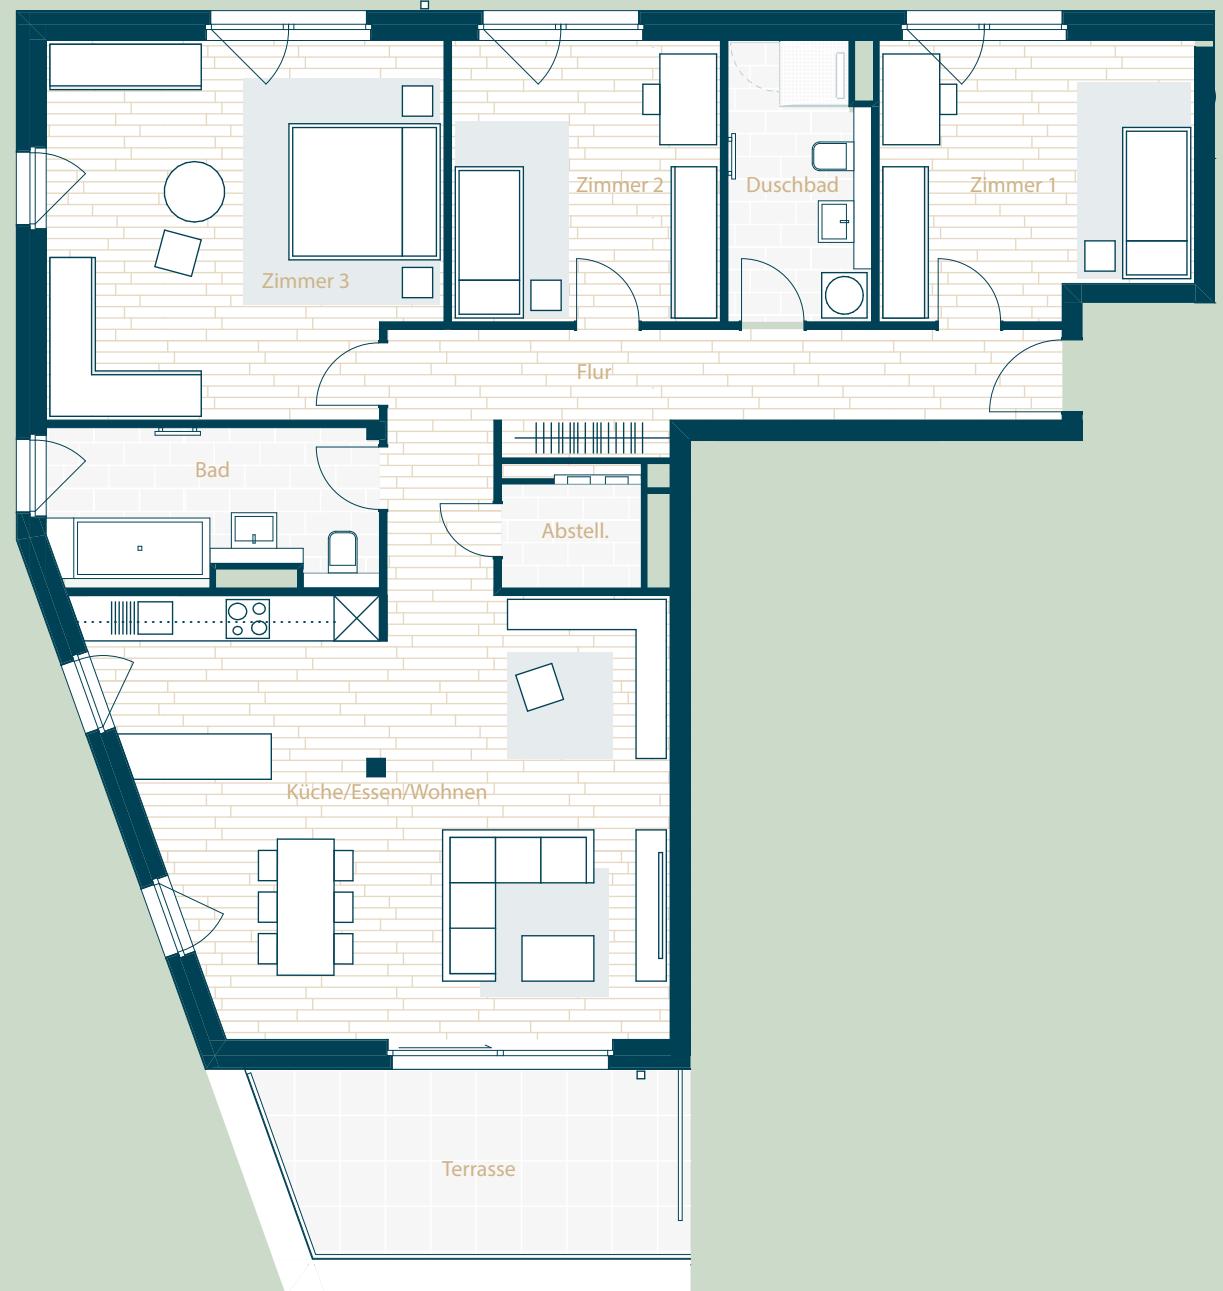 Zimmer 2
Duschbad
Zimmer 1
Zimmer 3
Flur
Bad
Abstell.
Küche/Essen/Wohnen
Terrasse